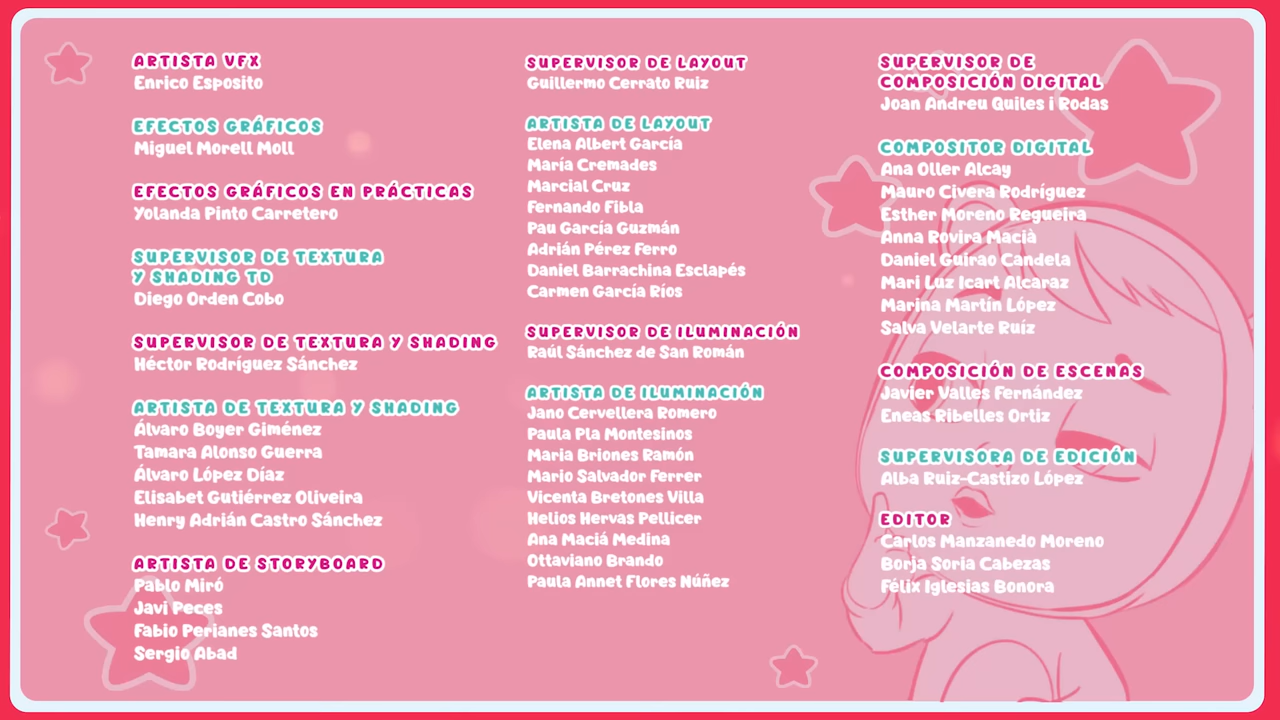 ARTISTA VFX
Enrico Esposito
EFECTOS GRÁFICOS
Miguel Morell Moll
EFECTOS GRÁFICOS EN PRÁCTICAS
Yolanda Pinto Carretero
SUPERVISOR DE TEXTURA
Y SHADING TD
Diego Orden Cobo
SUPERVISOR DE TEXTURA Y SHADING
Héctor Rodríguez Sánchez
ARTISTA DE TEXTURA Y SHADING
Álvaro Boyer Giménez
Tamara Alonso Guerra
Álvaro López Díaz
Elisabet Gutiérrez Oliveira
Henry Adrián Castro Sánchez
ARTISTA DE STORYBOARD
Pablo Miró
Javi Peces
Fabio Perianes Santos
Sergio Abad
SUPERVISOR DE LAYOUT
Guillermo Cerrato Ruiz
ARTISTA DE LAYOUT
Elena Albert García
María Cremades
Marcial Cruz
Fernando Fibla
Pau García Guzmán
Adrián Pérez Ferro
Daniel Barrachina Esclapés
Carmen García Ríos
SUPERVISOR DE ILUMINACIÓN
Raúl Sánchez de San Román
ARTISTA DE ILUMINACIÓN
Jano Cervellera Romero
Paula Pla Montesinos
Maria Briones Ramón
Mario Salvador Ferrer
Vicenta Bretones Villa
Helios Hervas Pellicer
Ana Maciá Medina
Ottaviano Brando
Paula Annet Flores Núñez
SUPERVISOR DE
COMPOSICIÓN DIGITAL
Joan Andreu Quiles i Rodas
COMPOSITOR DIGITAL
Ana Oller Alcay
Mauro Civera Rodríguez
Esther Moreno Regueira
Anna Rovira Macià
Daniel Guirao Candela
Mari Luz Icart Alcaraz
Marina Martín López
Salva Velarte Ruíz
COMPOSICIÓN DE ESCENAS
Javier Valles Fernández
Eneas Ribelles Ortiz
SUPERVISORA DE EDICIÓN
Alba Ruiz-Castizo López
EDITOR
Carlos Manzanedo Moreno
Borja Soria Cabezas
Félix Iglesias Bonora